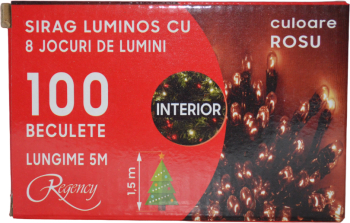 SIRAG LUMINOS CU
8 JOCURI DE LUMINI
culoare
ROSU
100
BECULETE
INTERIOR
LUNGIME 5M
1,5 m
Regency